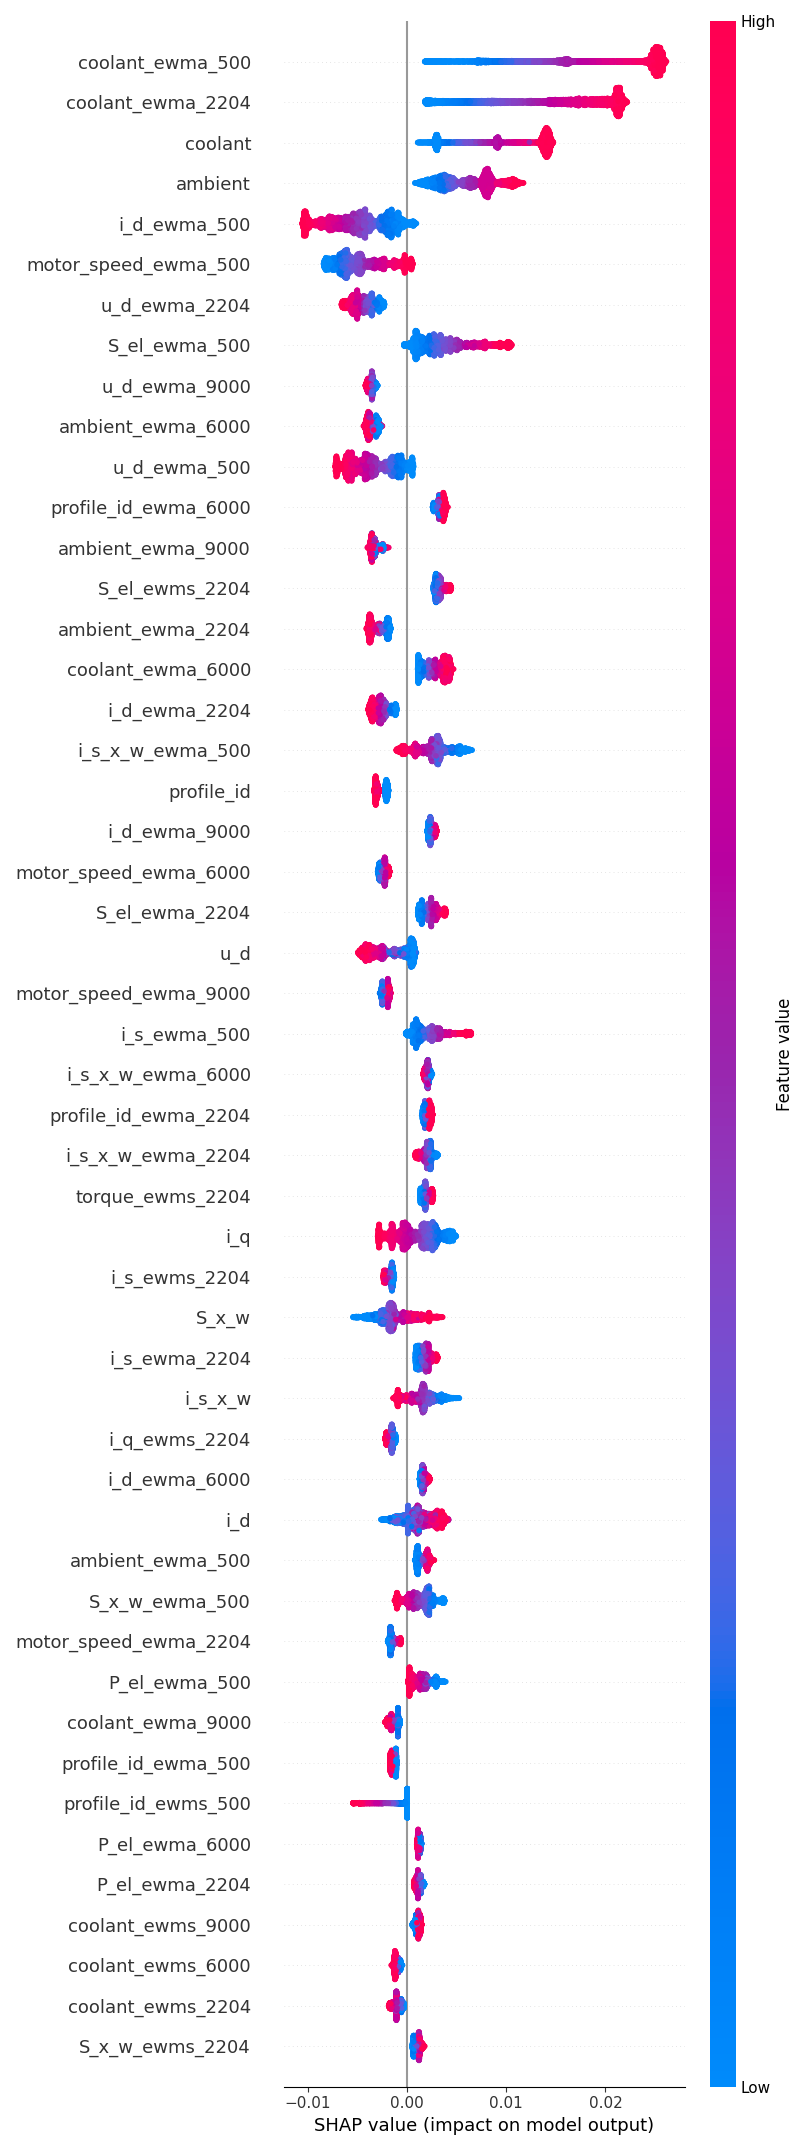 High
coolant_ewma_500
coolant_ewma_2204
coolant
ambient
i_d_ewma_500
motor_speed_ewma_500
u_d_ewma_2204
S_el_ewma_500
u_d_ewma_9000
ambient_ewma_6000
u_d_ewma_500
profile_id_ewma_6000
ambient_ewma_9000
S_el_ewms_2204
ambient_ewma_2204
coolant_ewma_6000
i_d_ewma_2204
i_s_x_w_ewma_500
profile_id
i_d_ewma_9000
motor_speed_ewma_6000
S_el_ewma_2204
u_d
motor_speed_ewma_9000
i_s_ewma_500
i_s_x_w_ewma_6000
profile_id_ewma_2204
i_s_x_w_ewma_2204
torque_ewms_2204
i_q
i_s_ewms_2204
S_x_w
i_s_ewma_2204
i_s_x_w
i_q_ewms_2204
i_d_ewma_6000
i_d
ambient_ewma_500
S_x_w_ewma_500
motor_speed_ewma_2204
P_el_ewma_500
coolant_ewma_9000
profile_id_ewma_500
profile_id_ewms_500
P_el_ewma_6000
P_el_ewma_2204
coolant_ewms_9000
coolant_ewms_6000
coolant_ewms_2204
S_x_w_ewms_2204
Feature value
Low
−0.01 0.00 0.01 0.02
SHAP value (impact on model output)